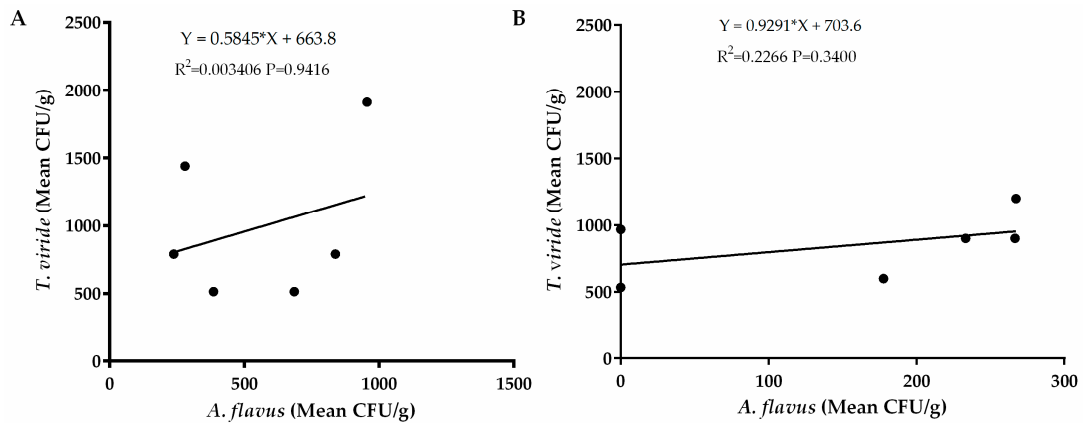 A
Y = 0.5845*X + 663.8
R²=0.003406 P=0.9416
2500
2000
1500
1000
500
0
T. viride (Mean CFU/g)
0 500 1000 1500
A. flavus (Mean CFU/g)
B
Y = 0.9291*X + 703.6
R²=0.2266 P=0.3400
2500
2000
1500
1000
500
0
T. viride (Mean CFU/g)
0 100 200 300
A. flavus (Mean CFU/g)